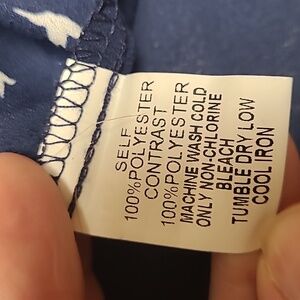 SELF
100%POLYESTER
CONTRAST
100%POLYESTER
MACHINE WASH COLD
ONLY NON-CHLORINE
BLEACH
TUMBLE DRY LOW
COOL IRON